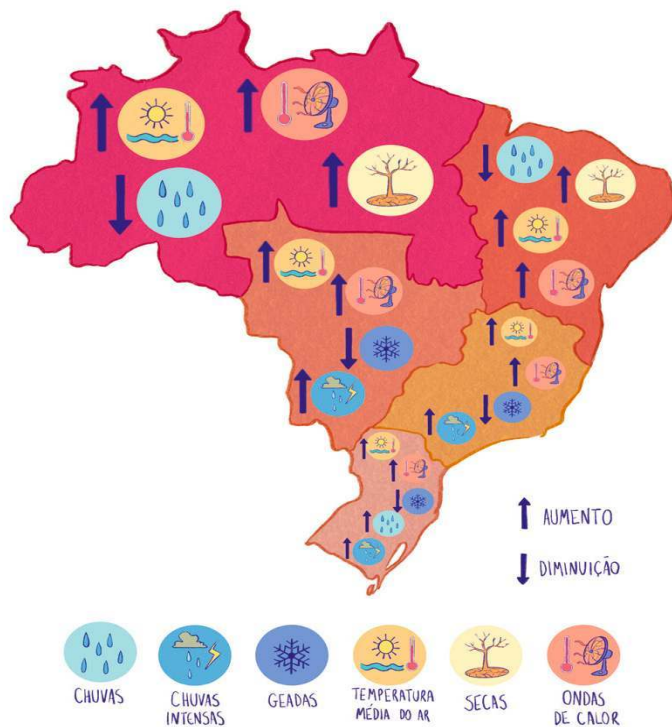 AUMENTO
DIMINUIÇÃO
CHUVAS
CHUVAS
INTENSAS
GEADAS
TEMPERATURA
MÉDIA DO AR
SECAS
ONDAS
DE CALOR